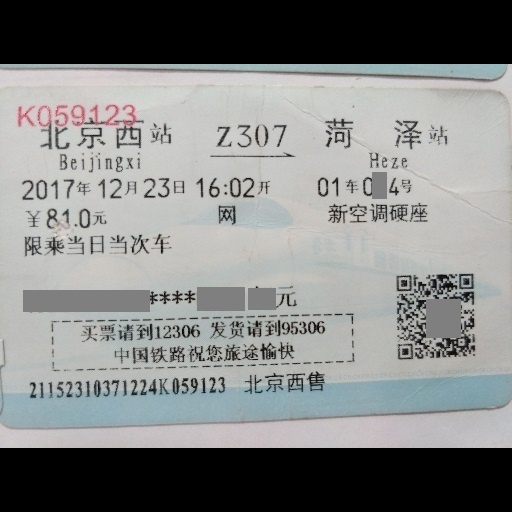 K059123
北京西站 Z307 菏泽站
Beijingxi Heze
2017年12月23日 16:02开 01车0 4号
￥81.0元 网 新空调硬座
限乘当日当次车
**** 元
买票请到12306 发货请到95306
中国铁路祝您旅途愉快
21152310371224K059123 北京西售